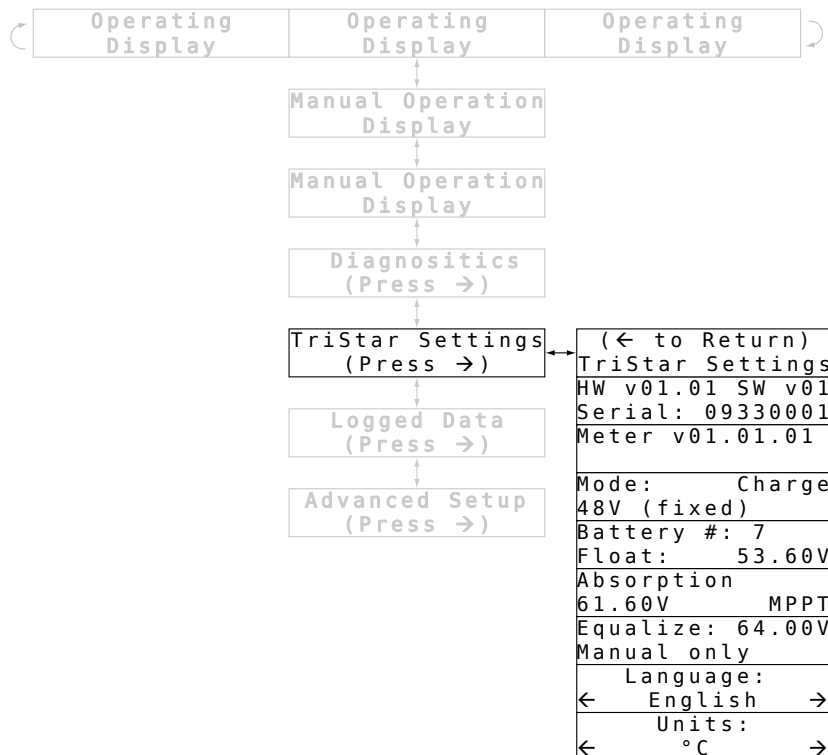 Operating Display
Operating Display
Operating Display
Manual Operation
Display
Manual Operation
Display
Diagnositics
(Press →)
TriStar Settings
(Press →)
Logged Data
(Press →)
Advanced Setup
(Press →)
(← to Return)
TriStar Settings
HW v01.01 SW v01
Serial: 09330001
Meter v01.01.01
Mode: Charge
48V (fixed)
Battery #: 7
Float: 53.60V
Absorption
61.60V MPPT
Equalize: 64.00V
Manual only
Language:
← English →
Units:
← °C →